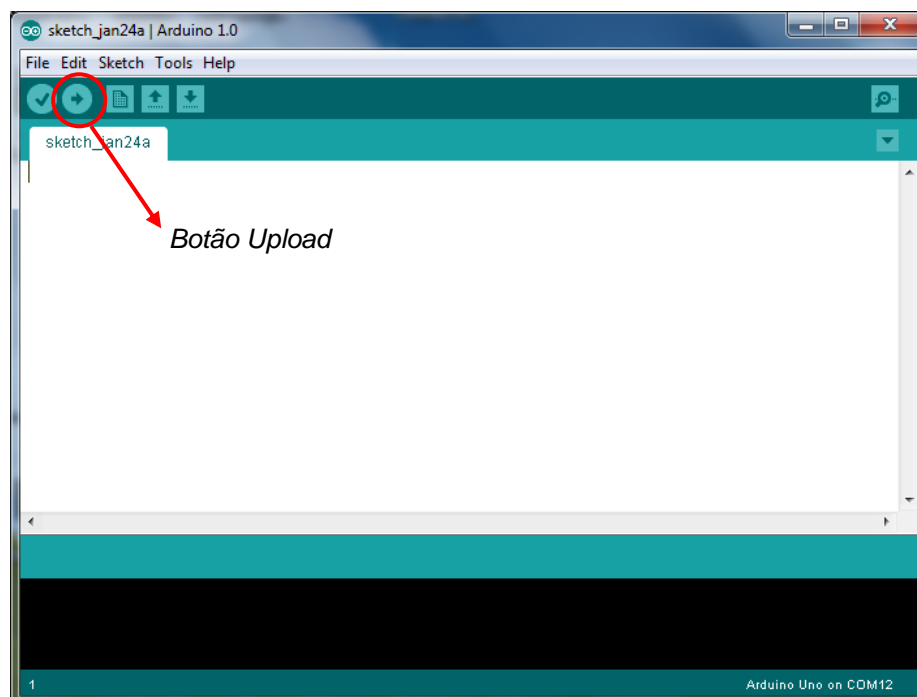 sketch_jan24a | Arduino 1.0
File Edit Sketch Tools Help
sketch_jan24a
Botão Upload
1
Arduino Uno on COM12